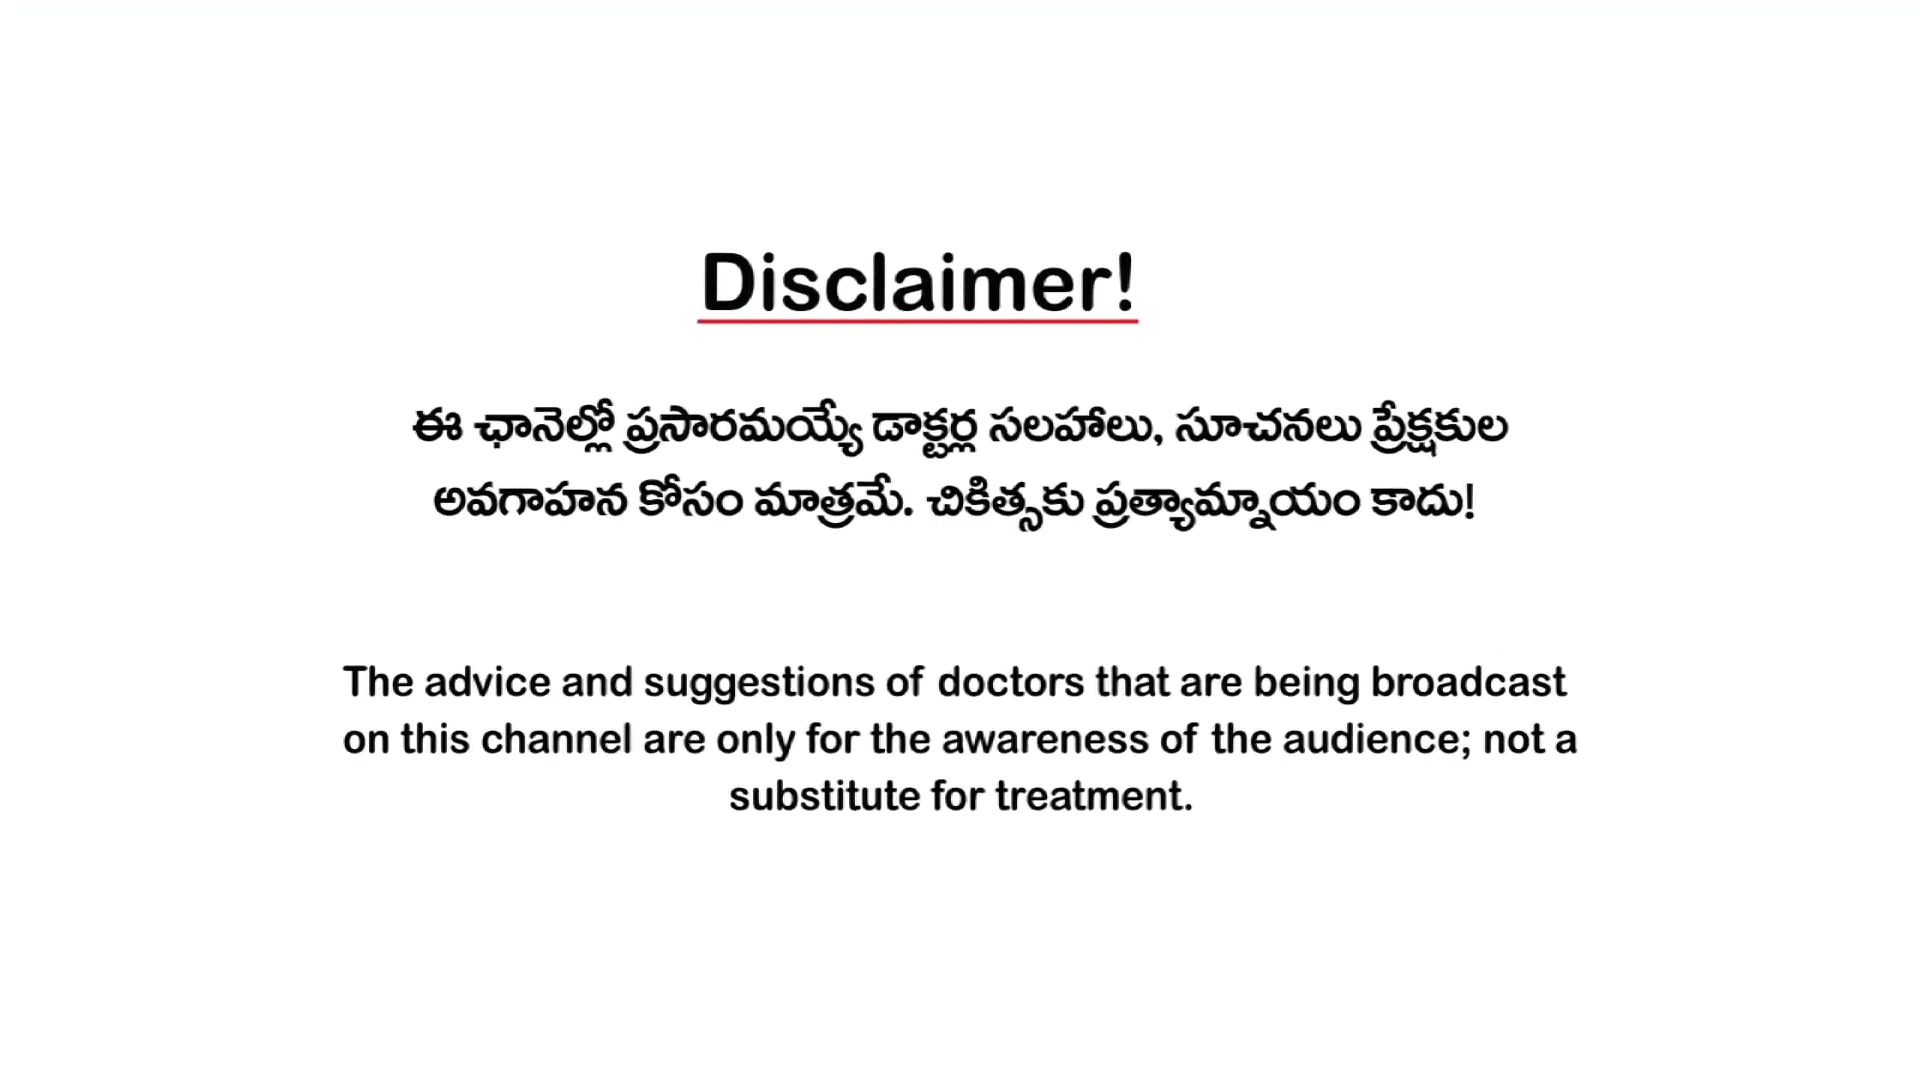 Disclaimer!
ఈ ఛానెల్లో ప్రసారమయ్యే డాక్టర్ల సలహాలు, సూచనలు ప్రేక్షకుల
అవగాహన కోసం మాత్రమే. చికిత్సకు ప్రత్యామ్నాయం కాదు!
The advice and suggestions of doctors that are being broadcast
on this channel are only for the awareness of the audience; not a
substitute for treatment.